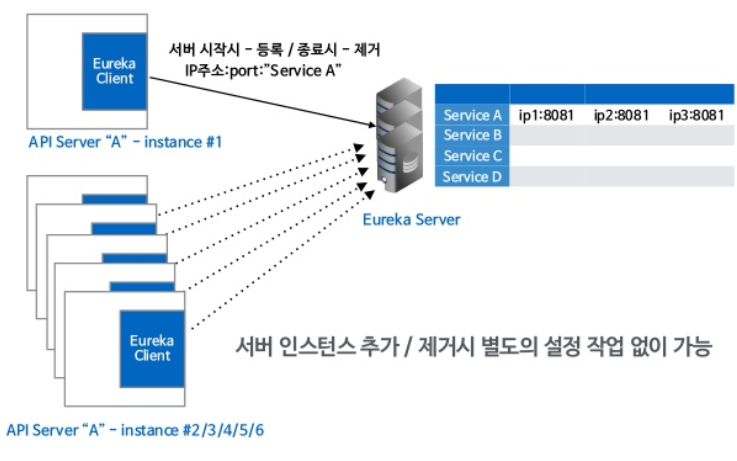 서버 시작시 – 등록 / 종료시 – 제거
IP주소:port:”Service A”
Eureka
Client
API Server “A” – instance #1
Service A ip1:8081 ip2:8081 ip3:8081
Service B
Service C
Service D
Eureka Server
Eureka
Client
서버 인스턴스 추가 / 제거시 별도의 설정 작업 없이 가능
API Server “A” – instance #2/3/4/5/6